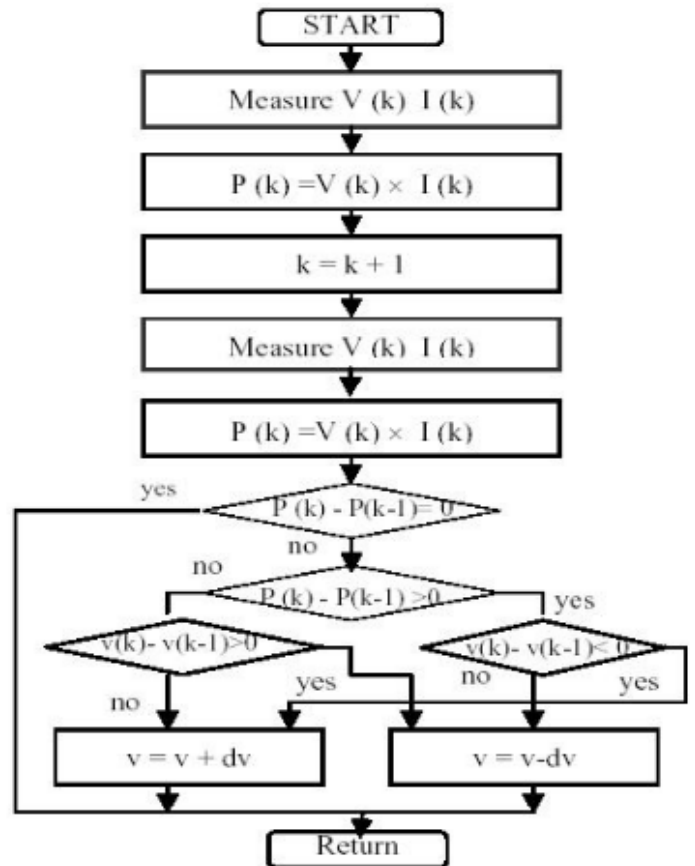 START
Measure V (k) I (k)
P (k) =V (k) × I (k)
k = k + 1
Measure V (k) I (k)
P (k) =V (k) × I (k)
yes
P (k) - P(k-1)= 0
no
no
P (k) - P(k-1) >0
yes
v(k)- v(k-1)>0
v(k)- v(k-1)< 0
no
yes
no
yes
v = v + dv
v = v-dv
Return